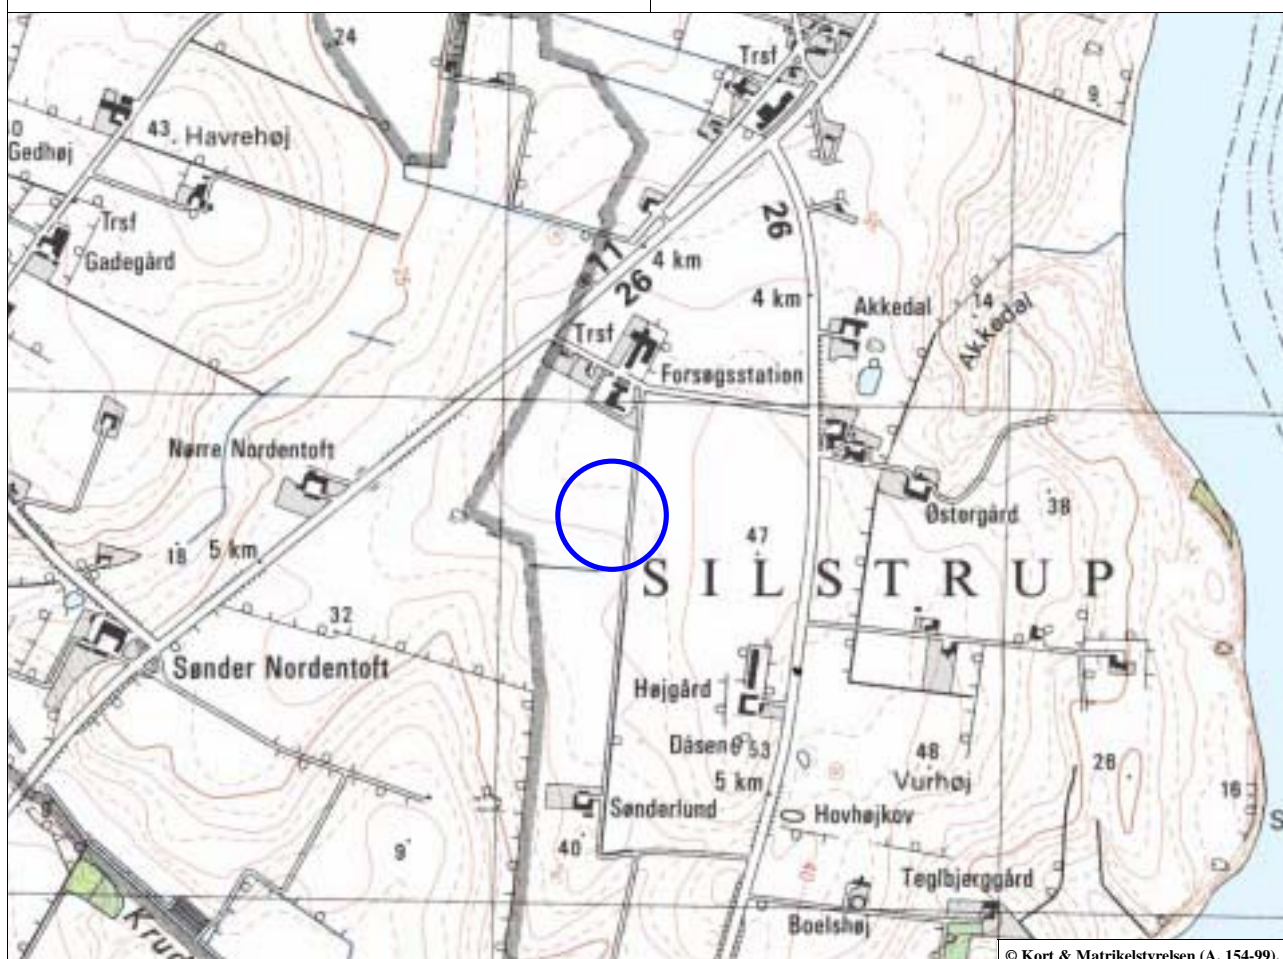 24
Trsf
8
43
Havrehøj
0
Gedhøj
Trsf
Gadegård
26
11
4 km
26
4 km
14
Akkedal
Akkedal
Trsf
Forsøgsstation
Nørre Nordentoft
Østergård
38
18
5 km
47
SILSTRUP
32
Sønder Nordentoft
Højgård
Dåsen
53
48
28
5 km
Vurhøj
16
Sønderlund
Hovhøjkov
40
9
Teglbjerggård
Boelshøj
© Kort & Matrikelstyrelsen (A. 154-99).